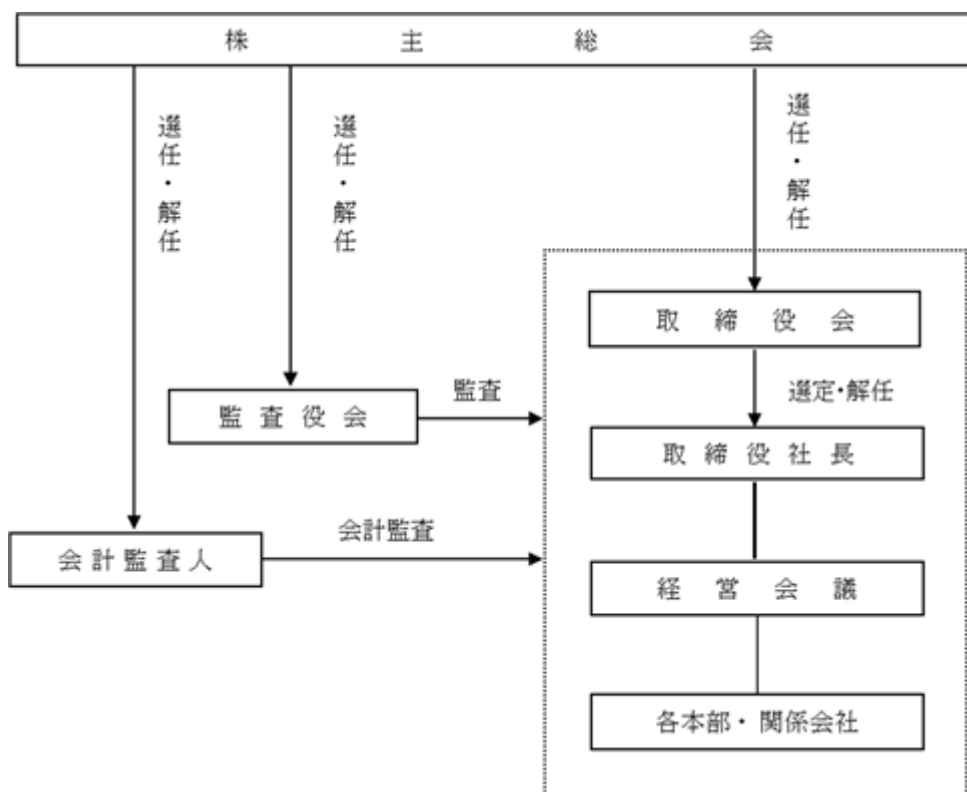 株主総会
選任・解任
選任・解任
選任・解任
取締役会
選定・解任
監査役会
監査
取締役社長
会計監査
会計監査人
経営会議
各本部・関係会社